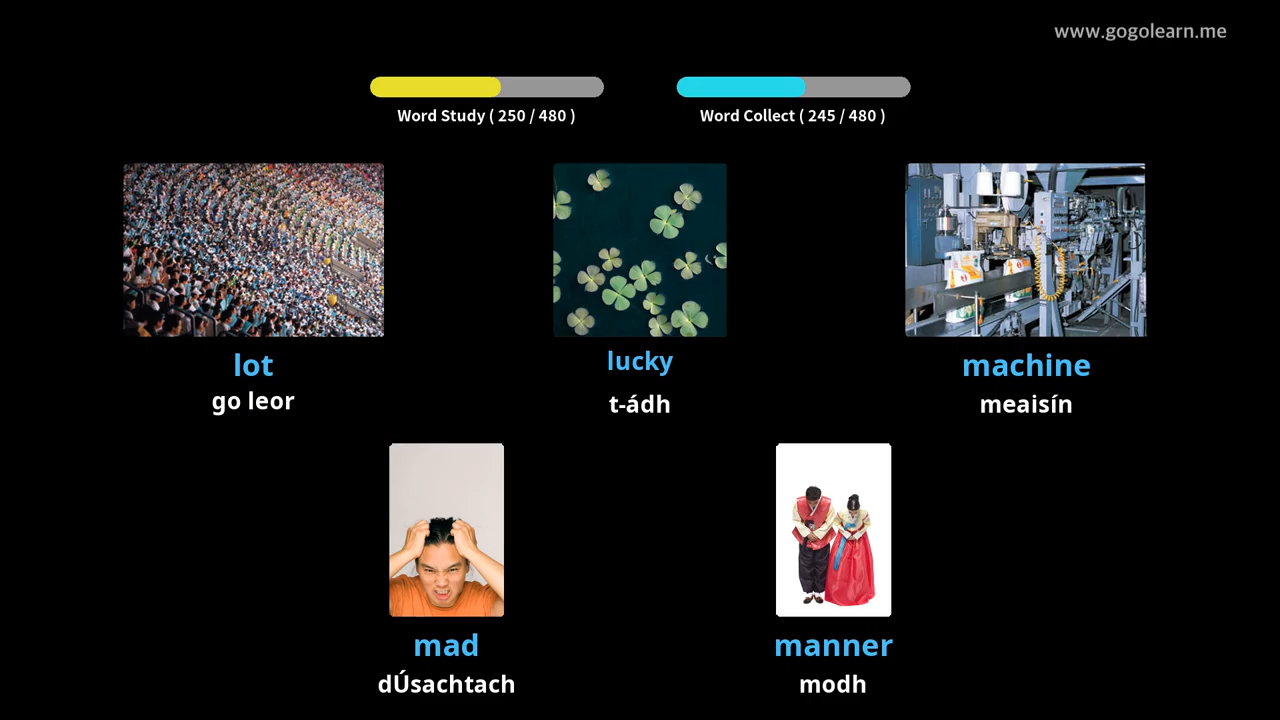 www.gogolearn.me
Word Study ( 250 / 480 )
Word Collect ( 245 / 480 )
lot
go leor
lucky
t-ádh
machine
meaisín
mad
dÚsachtach
manner
modh